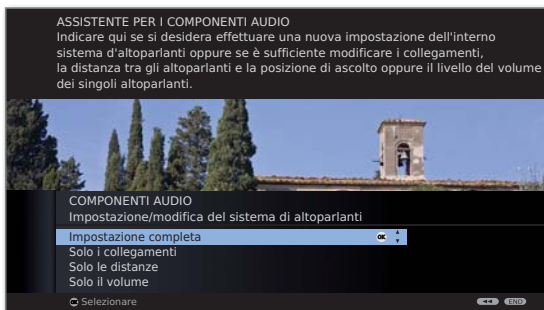 ASSISTENTE PER I COMPONENTI AUDIO
Indicare qui se si desidera effettuare una nuova impostazione dell'interno
sistema d'altoparlanti oppure se è sufficiente modificare i collegamenti,
la distanza tra gli altoparlanti e la posizione di ascolto oppure il livello del volume
dei singoli altoparlanti.
COMPONENTI AUDIO
Impostazione/modifica del sistema di altoparlanti
Impostazione completa OK
Solo i collegamenti
Solo le distanze
Solo il volume
OK Selezionare END